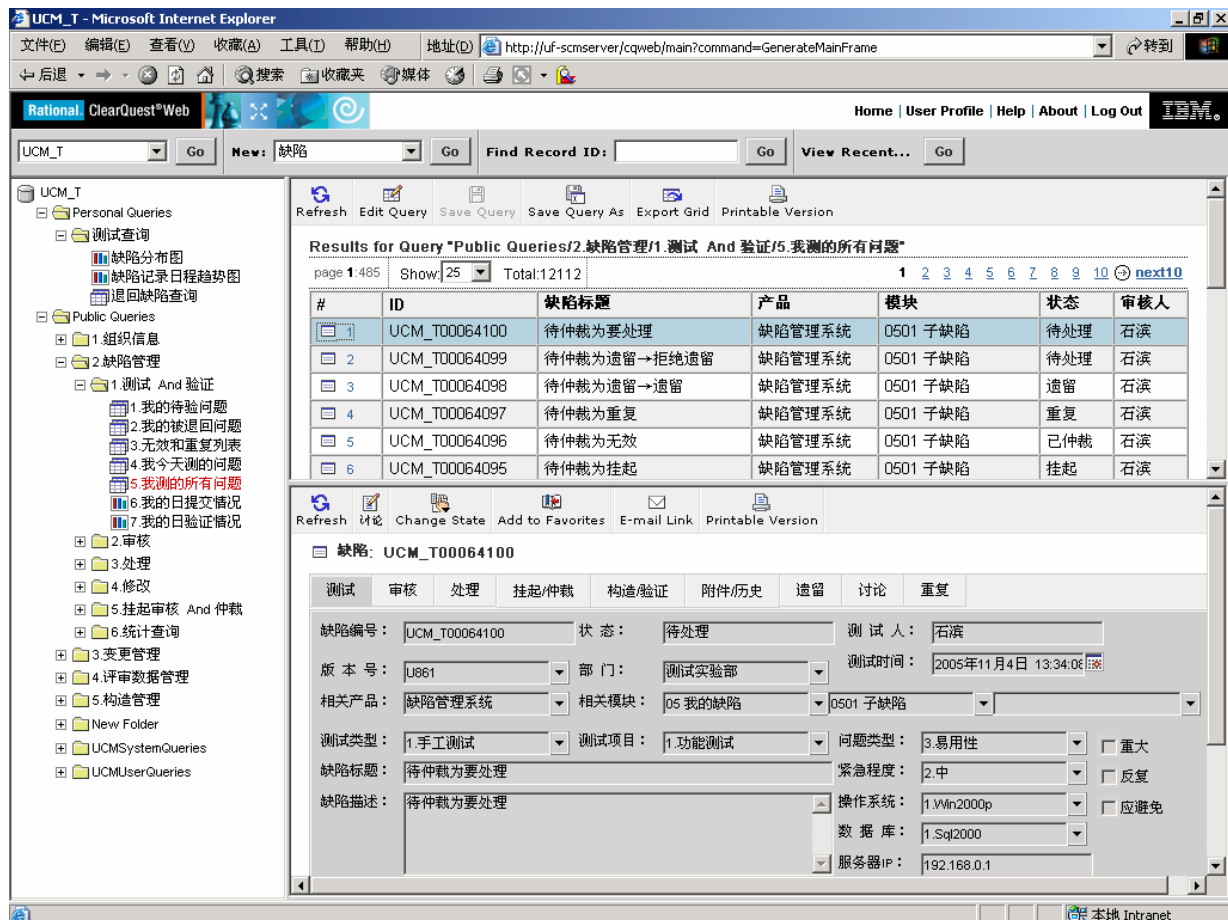 UCM_T - Microsoft Internet Explorer
文件(F) 编辑(E) 查看(V) 收藏(A) 工具(T) 帮助(H) 地址(D) http://uf-scmserver/cqweb/main?command=GenerateMainFrame 转到
后退 搜索 收藏夹 媒体
Rational. ClearQuest®Web Home | User Profile | Help | About | Log Out IBM.
UCM_T Go New: 缺陷 Go Find Record ID: Go View Recent... Go
UCM_T
Personal Queries
测试查询
缺陷分布图
缺陷记录日程趋势图
退回缺陷查询
Public Queries
1.组织信息
2.缺陷管理
1.测试 And 验证
1.我的待验问题
2.我的被退回问题
3.无效和重复列表
4.我今天测的问题
5.我测的所有问题
6.我的日提交情况
7.我的日验证情况
2.审核
3.处理
4.修改
5.挂起审核 And 仲裁
6.统计查询
3.变更管理
4.评审数据管理
5.构造管理
New Folder
UCMSystemQueries
UCMUserQueries
Refresh Edit Query Save Query Save Query As Export Grid Printable Version
Results for Query "Public Queries/2.缺陷管理/1.测试 And 验证/5.我测的所有问题"
page 1:485 Show: 25 Total:12112 1 2 3 4 5 6 7 8 9 10 next10
# ID 缺陷标题 产品 模块 状态 审核人
1 UCM_T00064100 待仲裁为要处理 缺陷管理系统 0501 子缺陷 待处理 石滨
2 UCM_T00064099 待仲裁为遗留→拒绝遗留 缺陷管理系统 0501 子缺陷 待处理 石滨
3 UCM_T00064098 待仲裁为遗留→遗留 缺陷管理系统 0501 子缺陷 遗留 石滨
4 UCM_T00064097 待仲裁为重复 缺陷管理系统 0501 子缺陷 重复 石滨
5 UCM_T00064096 待仲裁为无效 缺陷管理系统 0501 子缺陷 已仲裁 石滨
6 UCM_T00064095 待仲裁为挂起 缺陷管理系统 0501 子缺陷 挂起 石滨
Refresh 讨论 Change State Add to Favorites E-mail Link Printable Version
缺陷: UCM_T00064100
测试 审核 处理 挂起/仲裁 构造/验证 附件/历史 遗留 讨论 重复
缺陷编号： UCM_T00064100 状 态： 待处理 测 试 人： 石滨
版 本 号： U861 部 门： 测试实验部 测试时间： 2005年11月4日 13:34:08
相关产品： 缺陷管理系统 相关模块： 05 我的缺陷 0501 子缺陷
测试类型： 1.手工测试 测试项目： 1.功能测试 问题类型： 3.易用性 重大
缺陷标题： 待仲裁为要处理 紧急程度： 2.中 反复
缺陷描述： 待仲裁为要处理 操作系统： 1.Win2000p 应避免
数 据 库： 1.Sql2000
服务器IP： 192.168.0.1
本地 Intranet